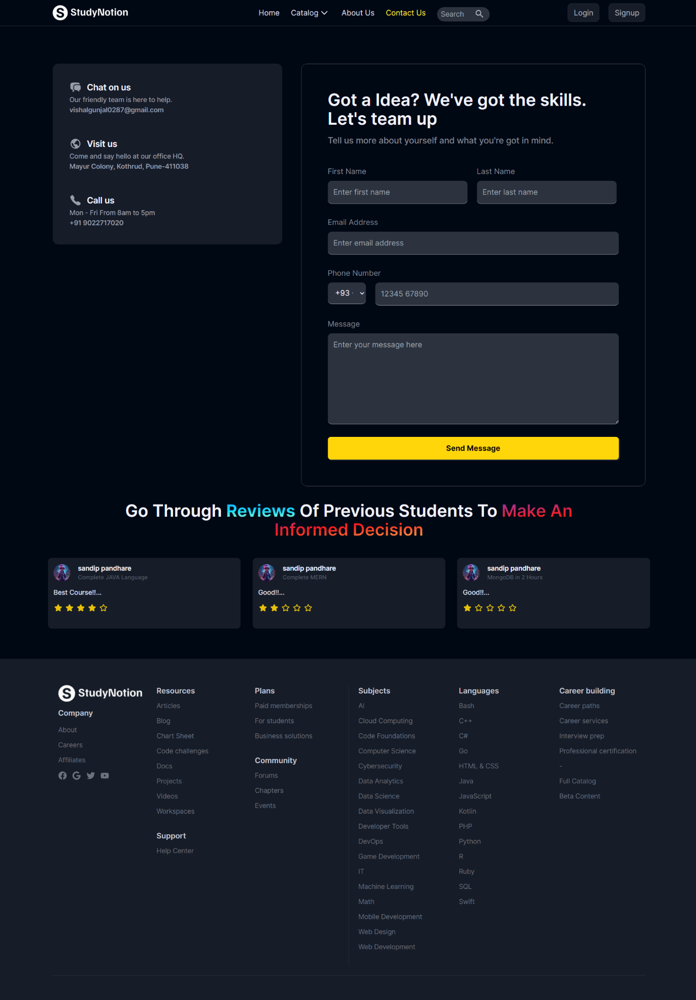 StudyNotion
Home
Catalog
About Us
Contact Us
Search
Login
Signup
Chat on us
Our friendly team is here to help.
vishalgunjal0287@gmail.com
Visit us
Come and say hello at our office HQ.
Mayur Colony, Kothrud, Pune-411038
Call us
Mon - Fri From 8am to 5pm
+91 9022717020
Got a Idea? We've got the skills.
Let's team up
Tell us more about yourself and what you're got in mind.
First Name
Last Name
Enter first name
Enter last name
Email Address
Enter email address
Phone Number
+93 -
12345 67890
Message
Enter your message here
Send Message
Go Through Reviews Of Previous Students To Make An
Informed Decision
sandip pandhare
Complete JAVA Language
Best Course!!...
sandip pandhare
Complete MERN
Good!!...
sandip pandhare
MongoDB in 2 Hours
Good!!...
StudyNotion
Company
About
Careers
Affiliates
Resources
Articles
Blog
Chart Sheet
Code challenges
Docs
Projects
Videos
Workspaces
Support
Help Center
Plans
Paid memberships
For students
Business solutions
Community
Forums
Chapters
Events
Subjects
AI
Cloud Computing
Code Foundations
Computer Science
Cybersecurity
Data Analytics
Data Science
Data Visualization
Developer Tools
DevOps
Game Development
IT
Machine Learning
Math
Mobile Development
Web Design
Web Development
Languages
Bash
C++
C#
Go
HTML & CSS
Java
JavaScript
Kotlin
PHP
Python
R
Ruby
SQL
Swift
Career building
Career paths
Career services
Interview prep
Professional certification
-
Full Catalog
Beta Content